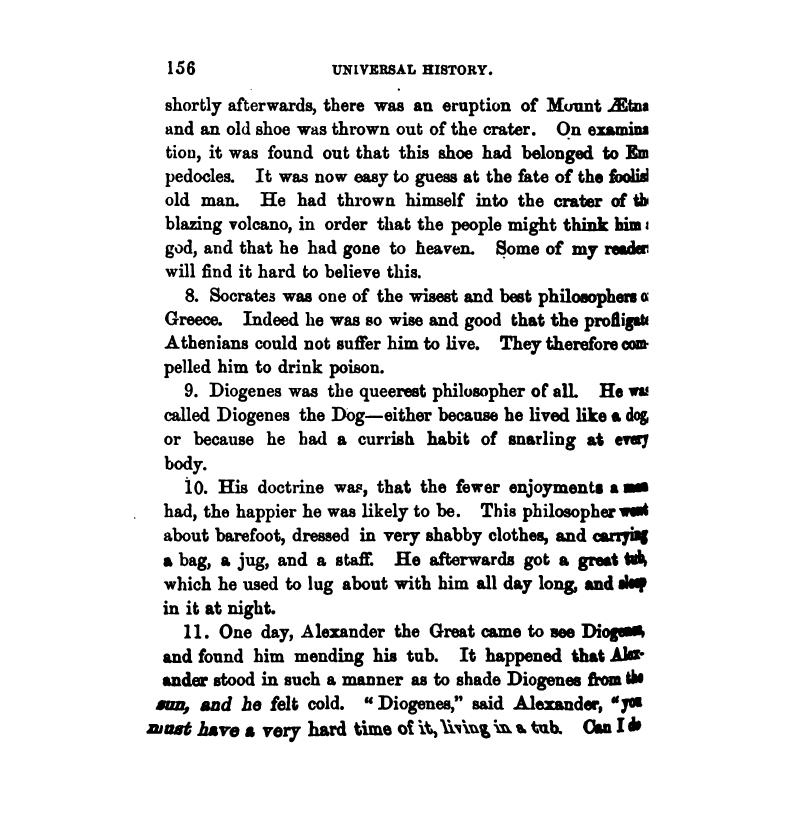 156 UNIVERSAL HISTORY.
shortly afterwards, there was an eruption of Mount Ætna
and an old shoe was thrown out of the crater. On examina
tion, it was found out that this shoe had belonged to Em
pedocles. It was now easy to guess at the fate of the foolish
old man. He had thrown himself into the crater of the
blazing volcano, in order that the people might think him a
god, and that he had gone to heaven. Some of my readers
will find it hard to believe this.
8. Socrates was one of the wisest and best philosophers o
Greece. Indeed he was so wise and good that the profligate
Athenians could not suffer him to live. They therefore com-
pelled him to drink poison.
9. Diogenes was the queerest philosopher of all. He was
called Diogenes the Dog—either because he lived like a dog,
or because he had a currish habit of snarling at every
body.
10. His doctrine was, that the fewer enjoyments a man
had, the happier he was likely to be. This philosopher went
about barefoot, dressed in very shabby clothes, and carrying
a bag, a jug, and a staff. He afterwards got a great tub,
which he used to lug about with him all day long, and sleep
in it at night.
11. One day, Alexander the Great came to see Diogenes,
and found him mending his tub. It happened that Alex-
ander stood in such a manner as to shade Diogenes from the
sun, and he felt cold. "Diogenes," said Alexander, "you
must have a very hard time of it, living in a tub. Can I do